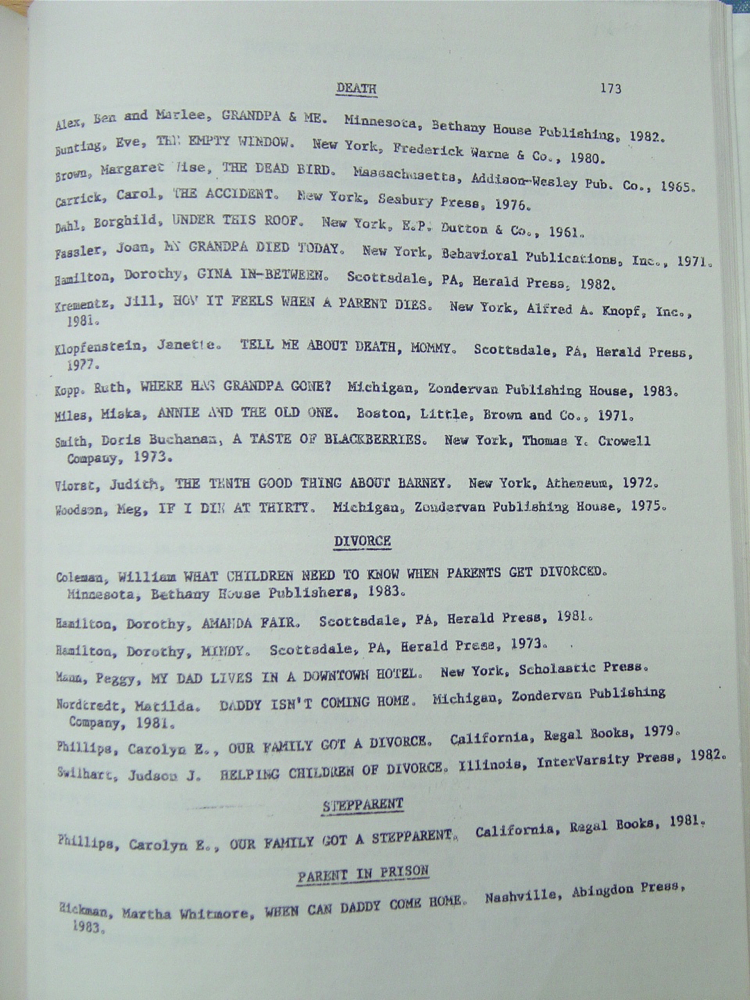 DEATH 173
Alex, Ben and Marlee, GRANDPA & ME. Minnesota, Bethany House Publishing, 1982.
Bunting, Eve, THE EMPTY WINDOW. New York, Frederick Warne & Co., 1980.
Brown, Margaret Wise, THE DEAD BIRD. Massachusetts, Addison-Wesley Pub. Co., 1965.
Carrick, Carol, THE ACCIDENT. New York, Seabury Press, 1976.
Dahl, Borghild, UNDER THIS ROOF. New York, E.P. Dutton & Co., 1961.
Fassler, Joan, MY GRANDPA DIED TODAY. New York, Behavioral Publications, Inc., 1971.
Hamilton, Dorothy, GINA IN-BETWEEN. Scottsdale, PA, Herald Press, 1982.
Krementz, Jill, HOW IT FEELS WHEN A PARENT DIES. New York, Alfred A. Knopf, Inc.,
1981.
Klopfenstein, Janette. TELL ME ABOUT DEATH, MOMMY. Scottsdale, PA, Herald Press,
1977.
Kopp. Ruth, WHERE HAS GRANDPA GONE? Michigan, Zondervan Publishing House, 1983.
Miles, Miska, ANNIE AND THE OLD ONE. Boston, Little, Brown and Co., 1971.
Smith, Doris Buchanan, A TASTE OF BLACKBERRIES. New York, Thomas Y. Crowell
Company, 1973.
Viorst, Judith, THE TENTH GOOD THING ABOUT BARNEY. New York, Atheneum, 1972.
Woodson, Meg, IF I DIE AT THIRTY. Michigan, Zondervan Publishing House, 1975.
DIVORCE
Coleman, William WHAT CHILDREN NEED TO KNOW WHEN PARENTS GET DIVORCED.
Minnesota, Bethany House Publishers, 1983.
Hamilton, Dorothy, AMANDA FAIR. Scottsdale, PA, Herald Press, 1981.
Hamilton, Dorothy, MINDY. Scottsdale, PA, Herald Press, 1973.
Mann, Peggy, MY DAD LIVES IN A DOWNTOWN HOTEL. New York, Scholastic Press.
Nordtredt, Matilda. DADDY ISN'T COMING HOME. Michigan, Zondervan Publishing
Company, 1981.
Phillips, Carolyn E., OUR FAMILY GOT A DIVORCE. California, Regal Books, 1979.
Swilhart, Judson J. HELPING CHILDREN OF DIVORCE. Illinois, InterVarsity Press, 1982.
STEPPARENT
Phillips, Carolyn E., OUR FAMILY GOT A STEPPARENT. California, Regal Books, 1981.
PARENT IN PRISON
Hickman, Martha Whitmore, WHEN CAN DADDY COME HOME. Nashville, Abingdon Press,
1983.